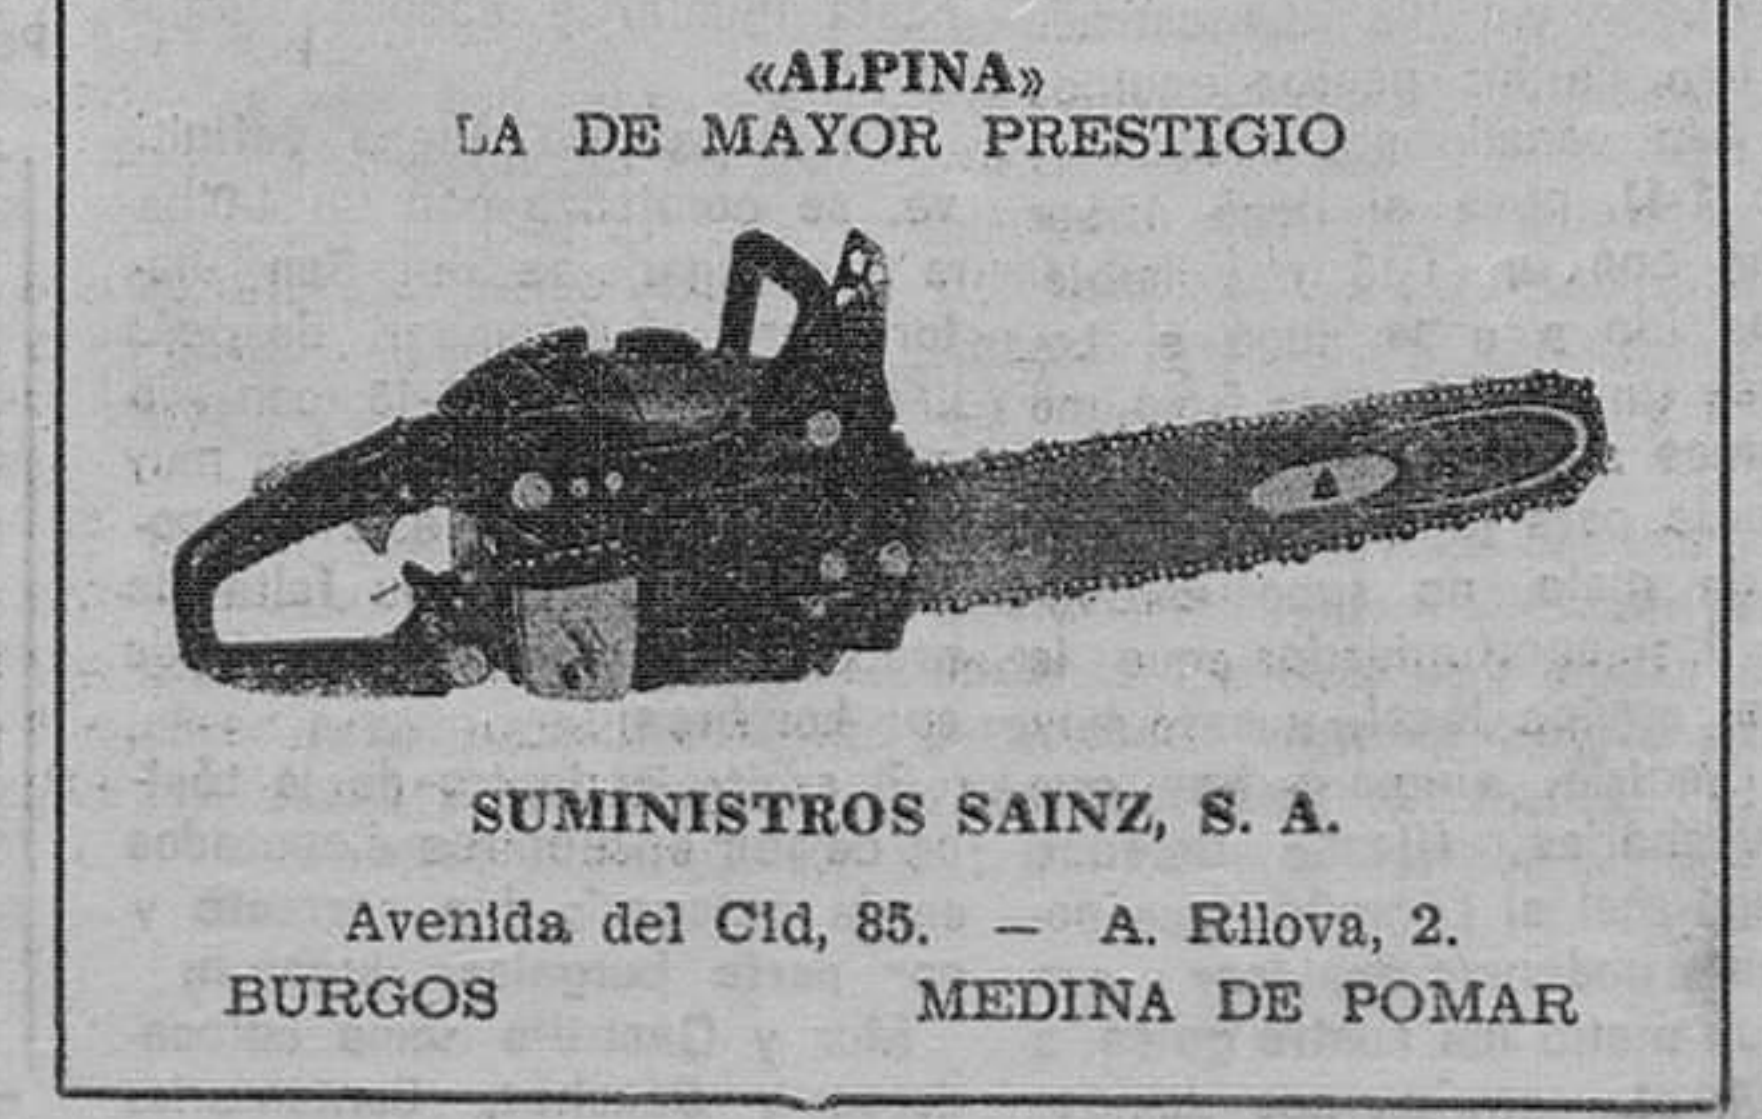 «ALPINA»
LA DE MAYOR PRESTIGIO
SUMINISTROS SAINZ, S. A.
Avenida del Cid, 85. — A. Rilova, 2.
BURGOS MEDINA DE POMAR